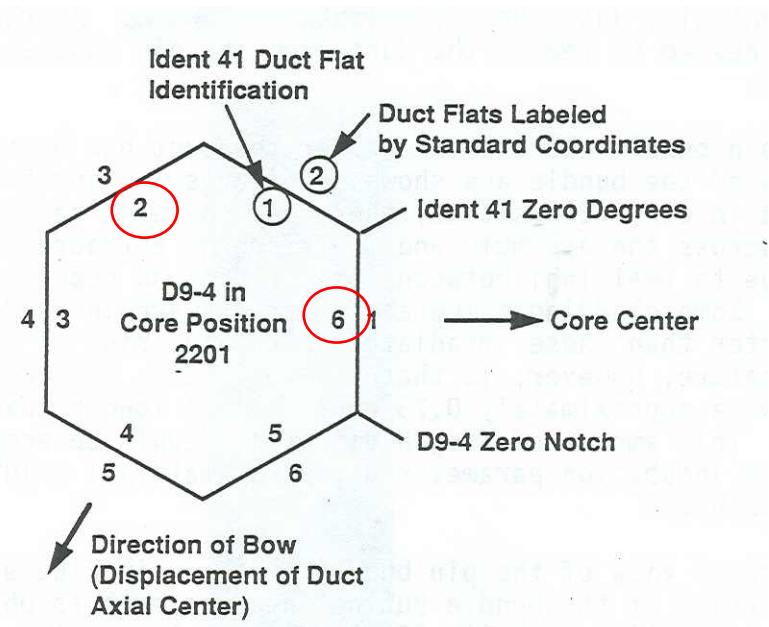 Ident 41 Duct Flat
Identification
Duct Flats Labeled
by Standard Coordinates
3
2
2
1
Ident 41 Zero Degrees
D9-4 in
Core Position
2201
4
3
6
1
Core Center
4
5
D9-4 Zero Notch
5
6
Direction of Bow
(Displacement of Duct
Axial Center)